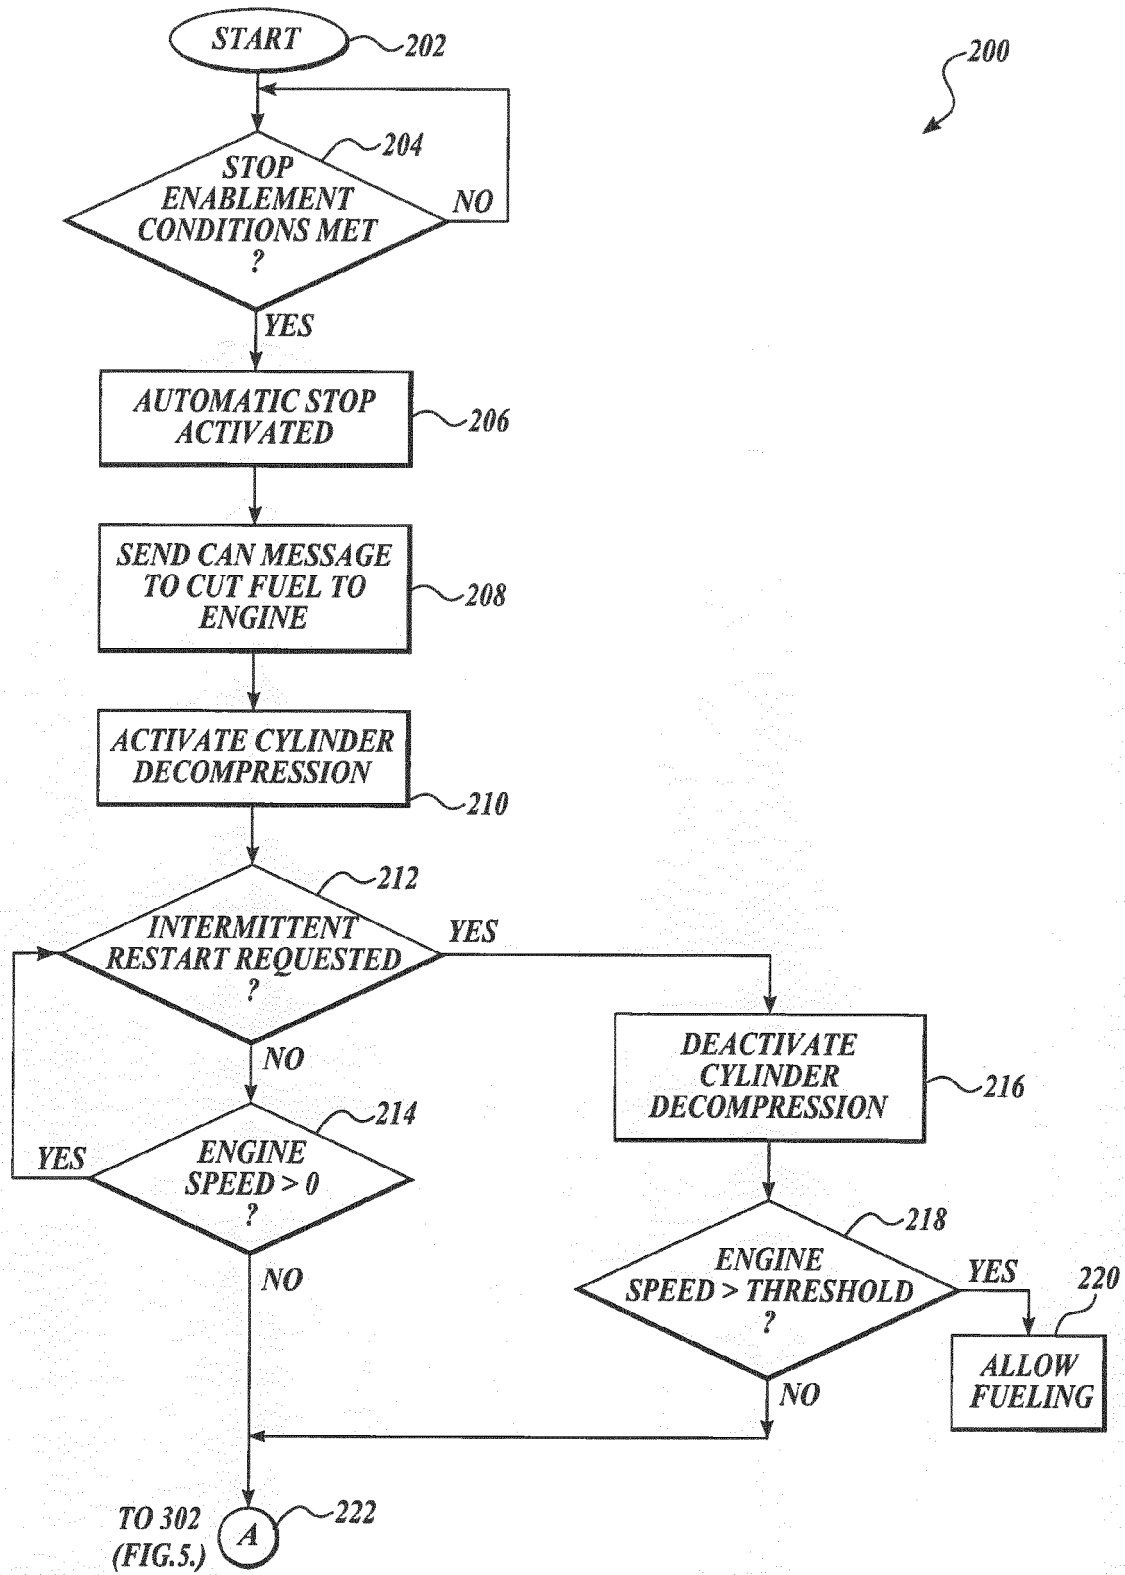 START
202
200
204
STOP
ENABLEMENT
CONDITIONS MET
?
NO
YES
AUTOMATIC STOP
ACTIVATED
206
SEND CAN MESSAGE
TO CUT FUEL TO
ENGINE
208
ACTIVATE CYLINDER
DECOMPRESSION
210
212
INTERMITTENT
RESTART REQUESTED
?
YES
NO
DEACTIVATE
CYLINDER
DECOMPRESSION
216
214
ENGINE
SPEED > 0
?
YES
NO
218
ENGINE
SPEED > THRESHOLD
?
YES
220
ALLOW
FUELING
NO
TO 302
(FIG.5.)
A
222